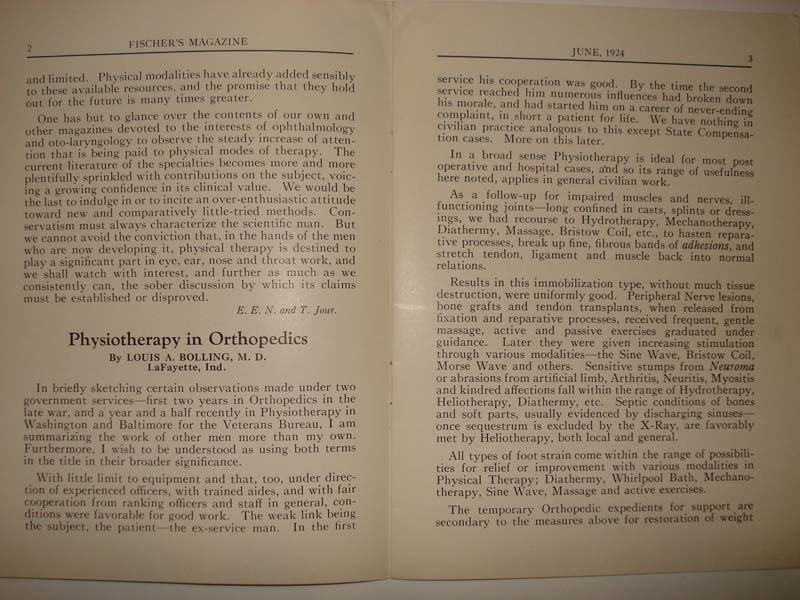 2
FISCHER'S MAGAZINE
and limited. Physical modalities have already added sensibly
to these available resources, and the promise that they hold
out for the future is many times greater.
One has but to glance over the contents of our own and
other magazines devoted to the interests of ophthalmology
and oto-laryngology to observe the steady increase of atten-
tion that is being paid to physical modes of therapy. The
current literature of the specialties becomes more and more
plentifully sprinkled with contributions on the subject, voic-
ing a growing confidence in its clinical value. We would be
the last to indulge in or to incite an over-enthusiastic attitude
toward new and comparatively little-tried methods. Con-
servatism must always characterize the scientific man. But
we cannot avoid the conviction that, in the hands of the men
who are now developing it, physical therapy is destined to
play a significant part in eye, ear, nose and throat work, and
we shall watch with interest, and further as much as we
consistently can, the sober discussion by which its claims
must be established or disproved.
E. E. N. and T. Jour.
Physiotherapy in Orthopedics
By LOUIS A. BOLLING, M. D.
LaFayette, Ind.
In briefly sketching certain observations made under two
government services—first two years in Orthopedics in the
late war, and a year and a half recently in Physiotherapy in
Washington and Baltimore for the Veterans Bureau, I am
summarizing the work of other men more than my own.
Furthermore, I wish to be understood as using both terms
in the title in their broader significance.
With little limit to equipment and that, too, under direc-
tion of experienced officers, with trained aides, and with fair
cooperation from ranking officers and staff in general, con-
ditions were favorable for good work. The weak link being
the subject, the patient—the ex-service man. In the first
JUNE, 1924
3
service his cooperation was good. By the time the second
service reached him numerous influences had broken down
his morale, and had started him on a career of never-ending
complaint, in short a patient for life. We have nothing in
civilian practice analogous to this except State Compensa-
tion cases. More on this later.
In a broad sense Physiotherapy is ideal for most post
operative and hospital cases, and so its range of usefulness
here noted, applies in general civilian work.
As a follow-up for impaired muscles and nerves, ill-
functioning joints—long confined in casts, splints or dress-
ings, we had recourse to Hydrotherapy, Mechanotherapy,
Diathermy, Massage, Bristow Coil, etc., to hasten repara-
tive processes, break up fine, fibrous bands of adhesions, and
stretch tendon, ligament and muscle back into normal
relations.
Results in this immobilization type, without much tissue
destruction, were uniformly good. Peripheral Nerve lesions,
bone grafts and tendon transplants, when released from
fixation and reparative processes, received frequent, gentle
massage, active and passive exercises graduated under
guidance. Later they were given increasing stimulation
through various modalities—the Sine Wave, Bristow Coil,
Morse Wave and others. Sensitive stumps from Neuroma
or abrasions from artificial limb, Arthritis, Neuritis, Myositis
and kindred affections fall within the range of Hydrotherapy,
Heliotherapy, Diathermy, etc. Septic conditions of bones
and soft parts, usually evidenced by discharging sinuses—
once sequestrum is excluded by the X-Ray, are favorably
met by Heliotherapy, both local and general.
All types of foot strain come within the range of possibili-
ties for relief or improvement with various modalities in
Physical Therapy; Diathermy, Whirlpool Bath, Mechano-
therapy, Sine Wave, Massage and active exercises.
The temporary Orthopedic expedients for support are
secondary to the measures above for restoration of weight